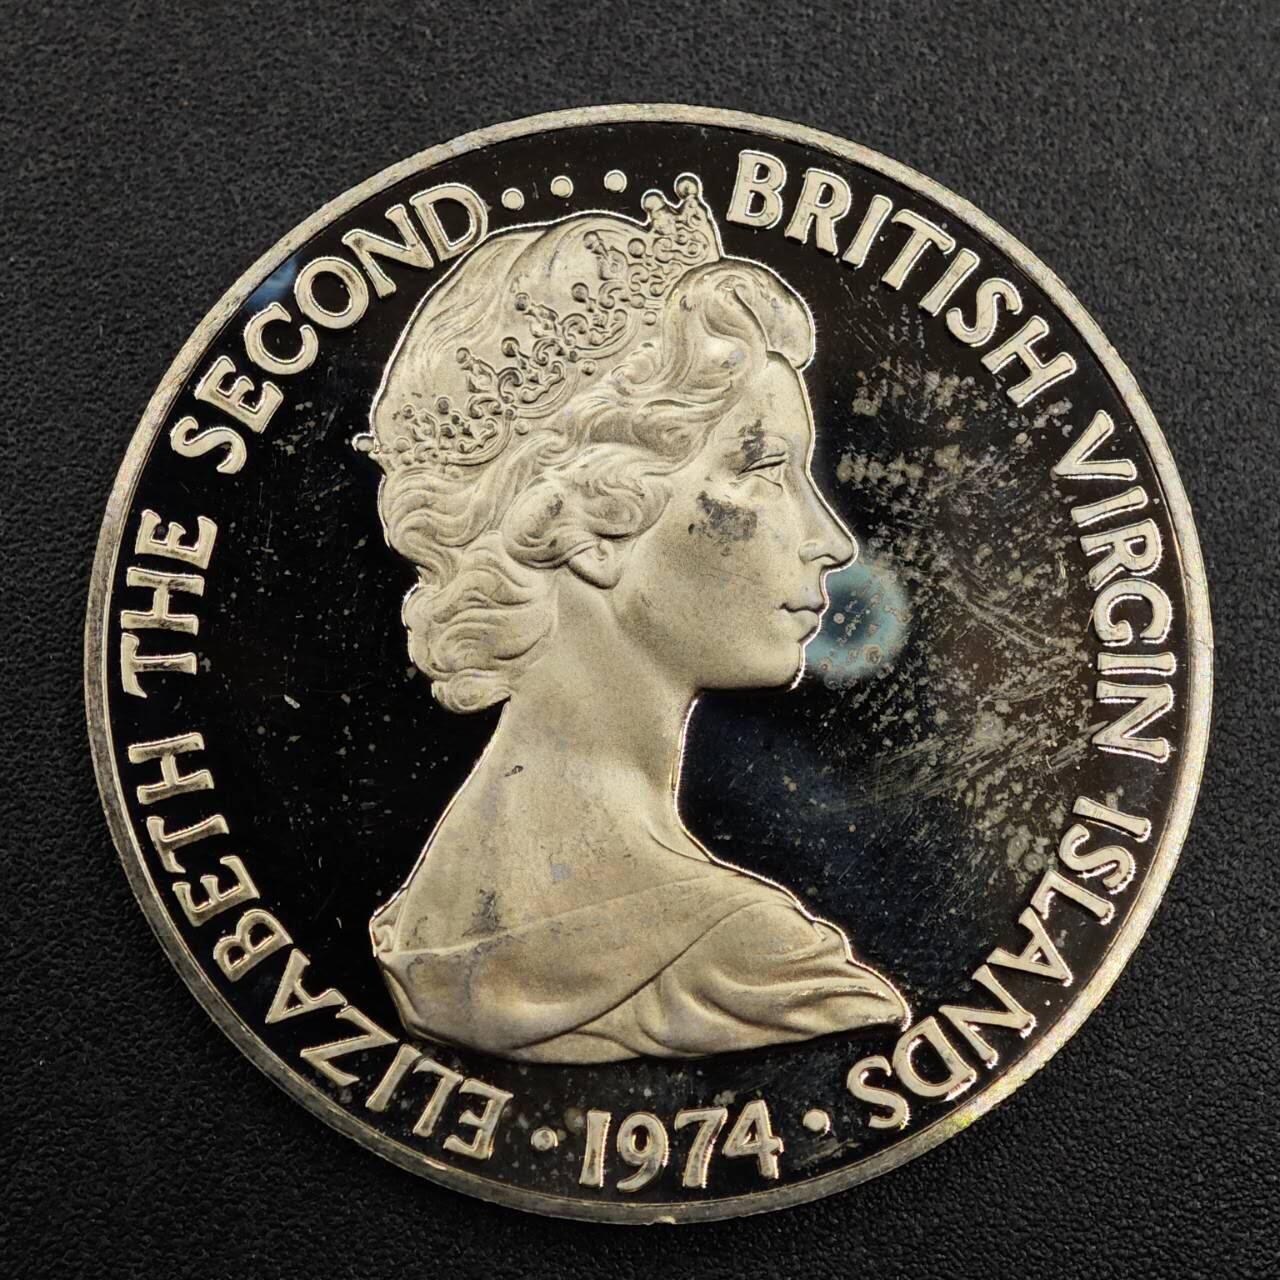 ELIZABETH THE SECOND.... BRITISH VIRGIN ISLANDS
· 1974 ·